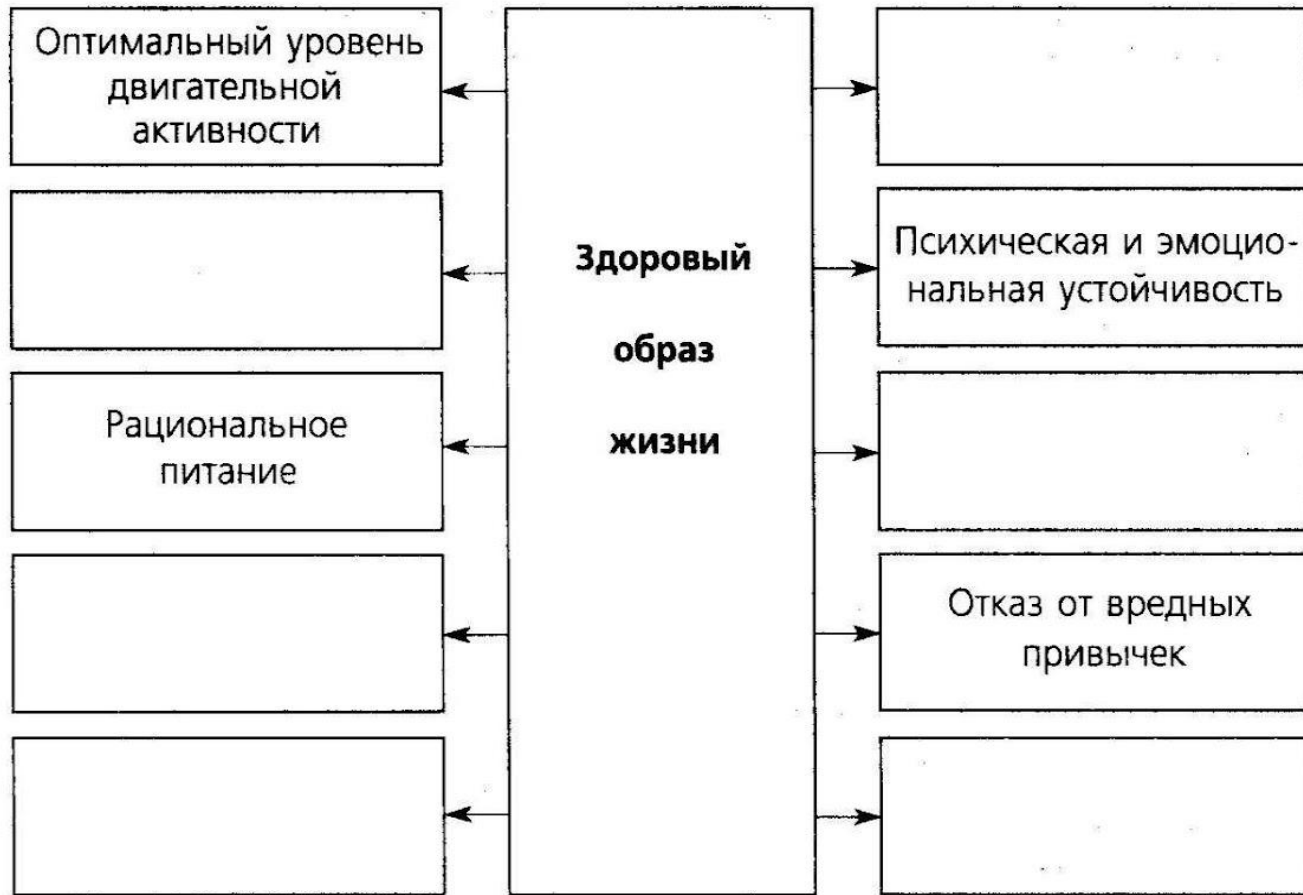 Оптимальный уровень
двигательной
активности
Рациональное
питание
Здоровый
образ
жизни
Психическая и эмоцио-
нальная устойчивость
Отказ от вредных
привычек